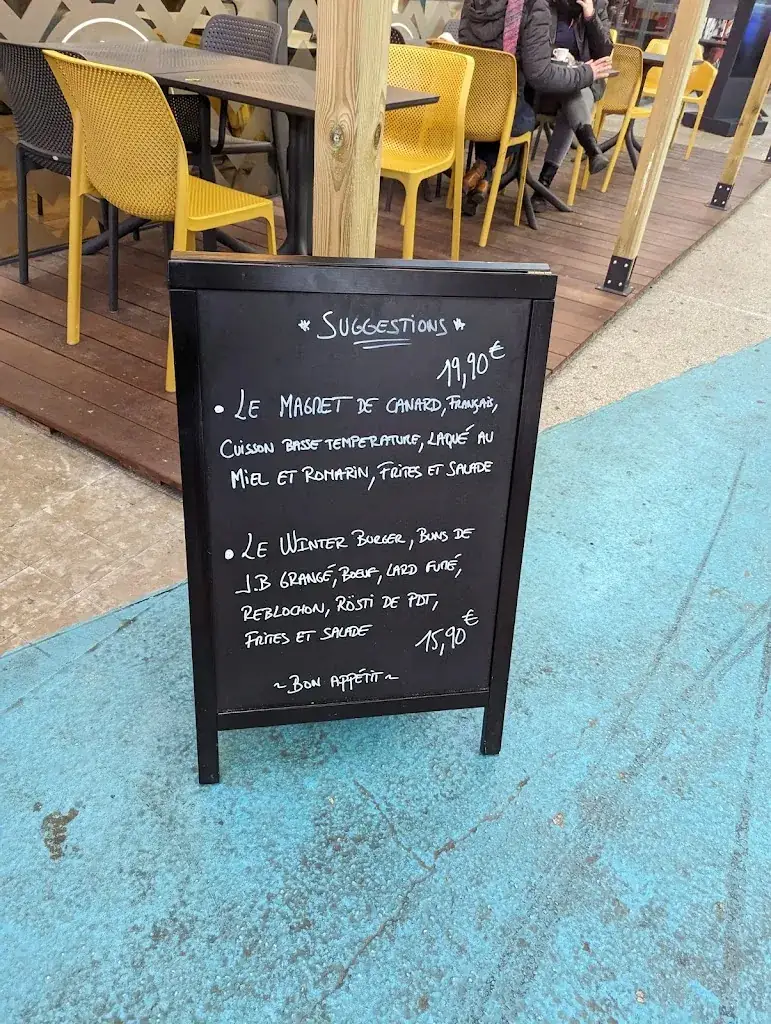 * SUGGESTIONS *
19,90€
• LE MAGRET DE CANARD, FRANÇAIS,
CUISSON BASSE TEMPERATURE, LAQUÉ AU
MIEL ET ROMARIN, FRITES ET SALADE
• LE WINTER BURGER, BUNS DE
J.B GRANGÉ, BŒUF, LARD FUMÉ,
REBLOCHON, RÖSTI DE PDT,
FRITES ET SALADE 15,90€
~ BON APPÉTIT ~